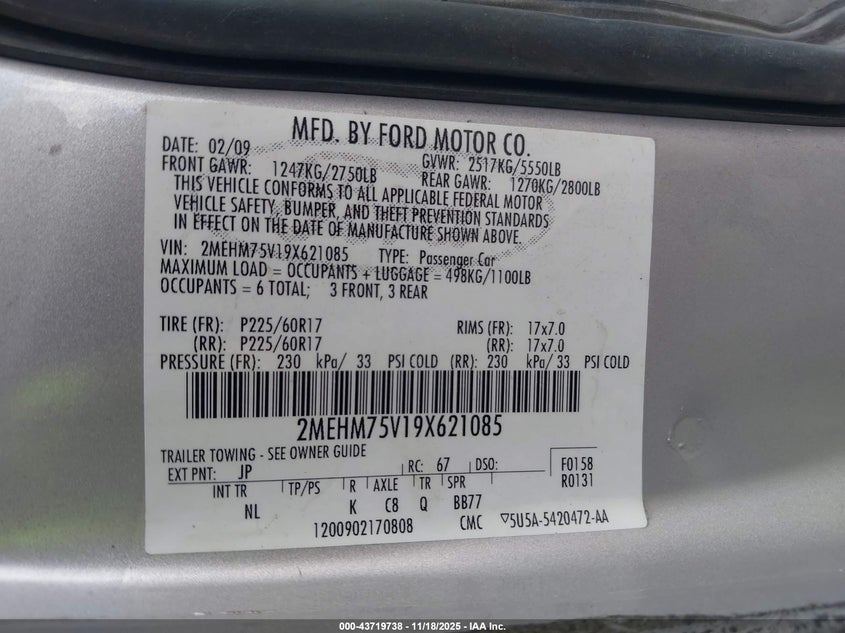 MFD. BY FORD MOTOR CO.
DATE: 02/09 GVWR: 2517KG/5550LB
FRONT GAWR: 1247KG/2750LB REAR GAWR: 1270KG/2800LB
THIS VEHICLE CONFORMS TO ALL APPLICABLE FEDERAL MOTOR
VEHICLE SAFETY, BUMPER, AND THEFT PREVENTION STANDARDS
IN EFFECT ON THE DATE OF MANUFACTURE SHOWN ABOVE.
VIN: 2MEHM75V19X621085 TYPE: Passenger Car
MAXIMUM LOAD = OCCUPANTS + LUGGAGE = 498KG/1100LB
OCCUPANTS = 6 TOTAL; 3 FRONT, 3 REAR
TIRE (FR): P225/60R17 RIMS (FR): 17x7.0
(RR): P225/60R17 (RR): 17x7.0
PRESSURE (FR): 230 kPa/ 33 PSI COLD (RR): 230 kPa/ 33 PSI COLD
2MEHM75V19X621085
TRAILER TOWING - SEE OWNER GUIDE
EXT PNT: JP RC: 67 DSO: F0158
R0131
INT TR TP/PS R AXLE TR SPR
NL K C8 Q BB77
1200902170808 CMC ▽5U5A-5420472-AA
000-43719738 - 11/18/2025 - IAA Inc.